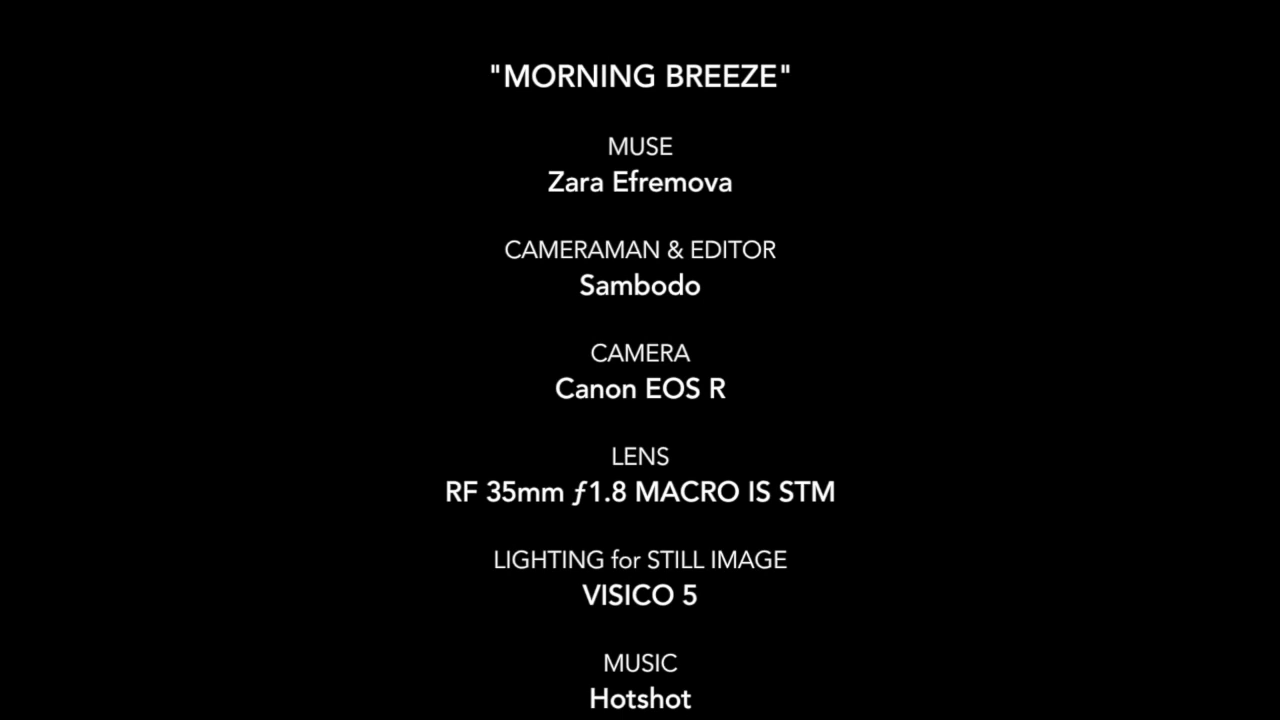 "MORNING BREEZE"
MUSE
Zara Efremova
CAMERAMAN & EDITOR
Sambodo
CAMERA
Canon EOS R
LENS
RF 35mm ƒ1.8 MACRO IS STM
LIGHTING for STILL IMAGE
VISICO 5
MUSIC
Hotshot